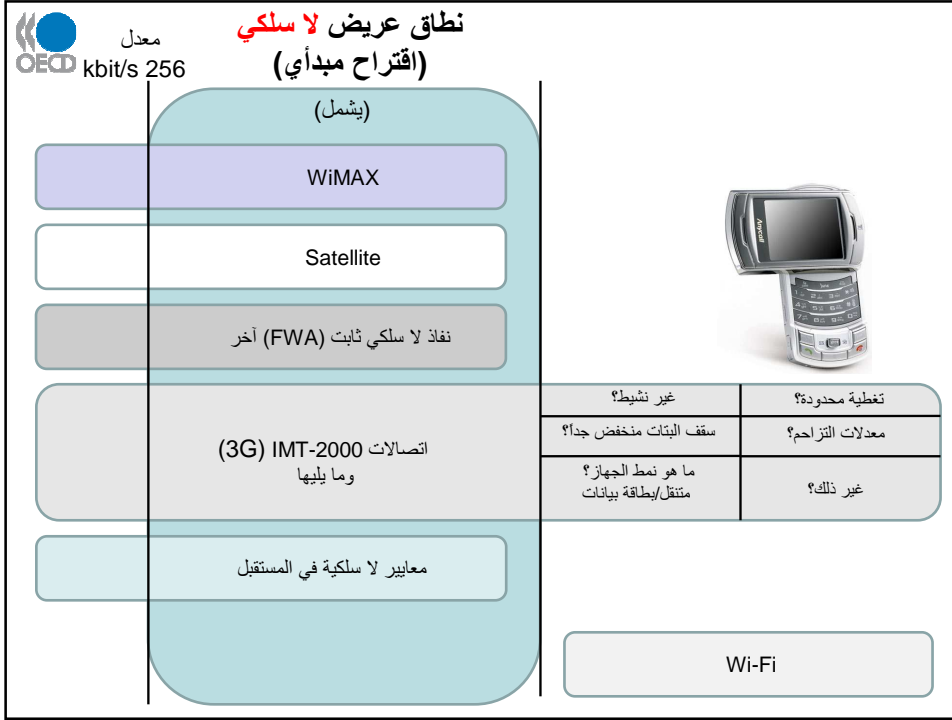 OECD
معدل
256 kbit/s
نطاق عريض لا سلكي
(اقتراح مبدأي)
(يشمل)
WiMAX
Satellite
نفاذ لا سلكي ثابت (FWA) آخر
اتصالات IMT-2000 (3G)
وما يليها
تغطية محدودة؟
غير نشيط؟
معدلات التزاحم؟
سقف البتات منخفض جداً؟
غير ذلك؟
ما هو نمط الجهاز؟
متنقل/بطاقة بيانات
معايير لا سلكية في المستقبل
Wi-Fi
Anycall